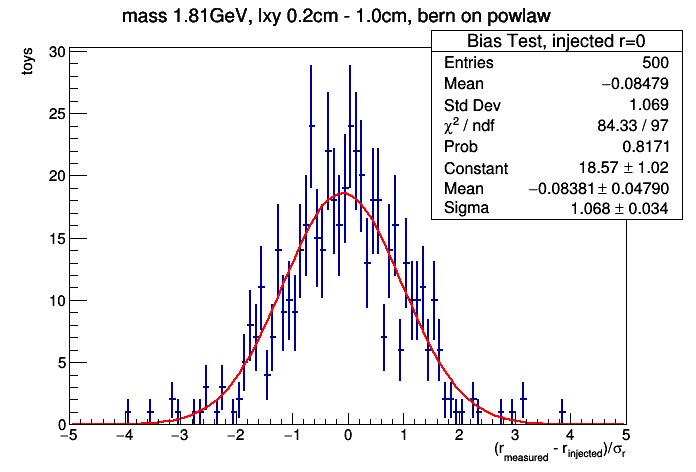 mass 1.81GeV, lxy 0.2cm - 1.0cm, bern on powlaw
Bias Test, injected r=0
Entries 500
Mean −0.08479
Std Dev 1.069
χ² / ndf 84.33 / 97
Prob 0.8171
Constant 18.57 ± 1.02
Mean −0.08381 ± 0.04790
Sigma 1.068 ± 0.034
toys
30
25
20
15
10
5
0
−5 −4 −3 −2 −1 0 1 2 3 4 5
(r_measured - r_injected)/σ_r